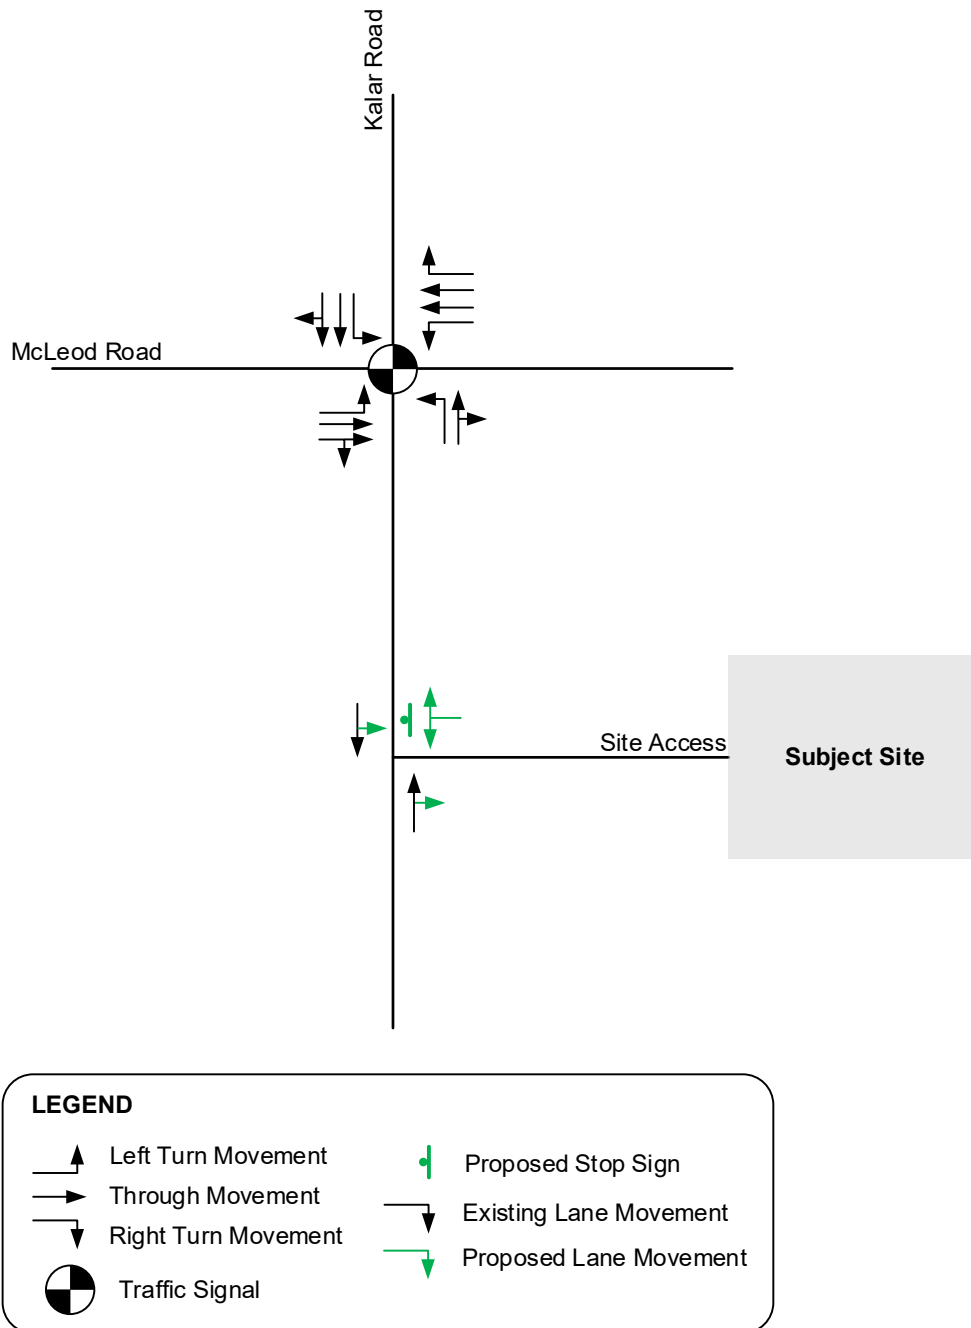 Kalar Road
McLeod Road
Site Access
Subject Site
LEGEND
Left Turn Movement
Through Movement
Right Turn Movement
Traffic Signal
Proposed Stop Sign
Existing Lane Movement
Proposed Lane Movement